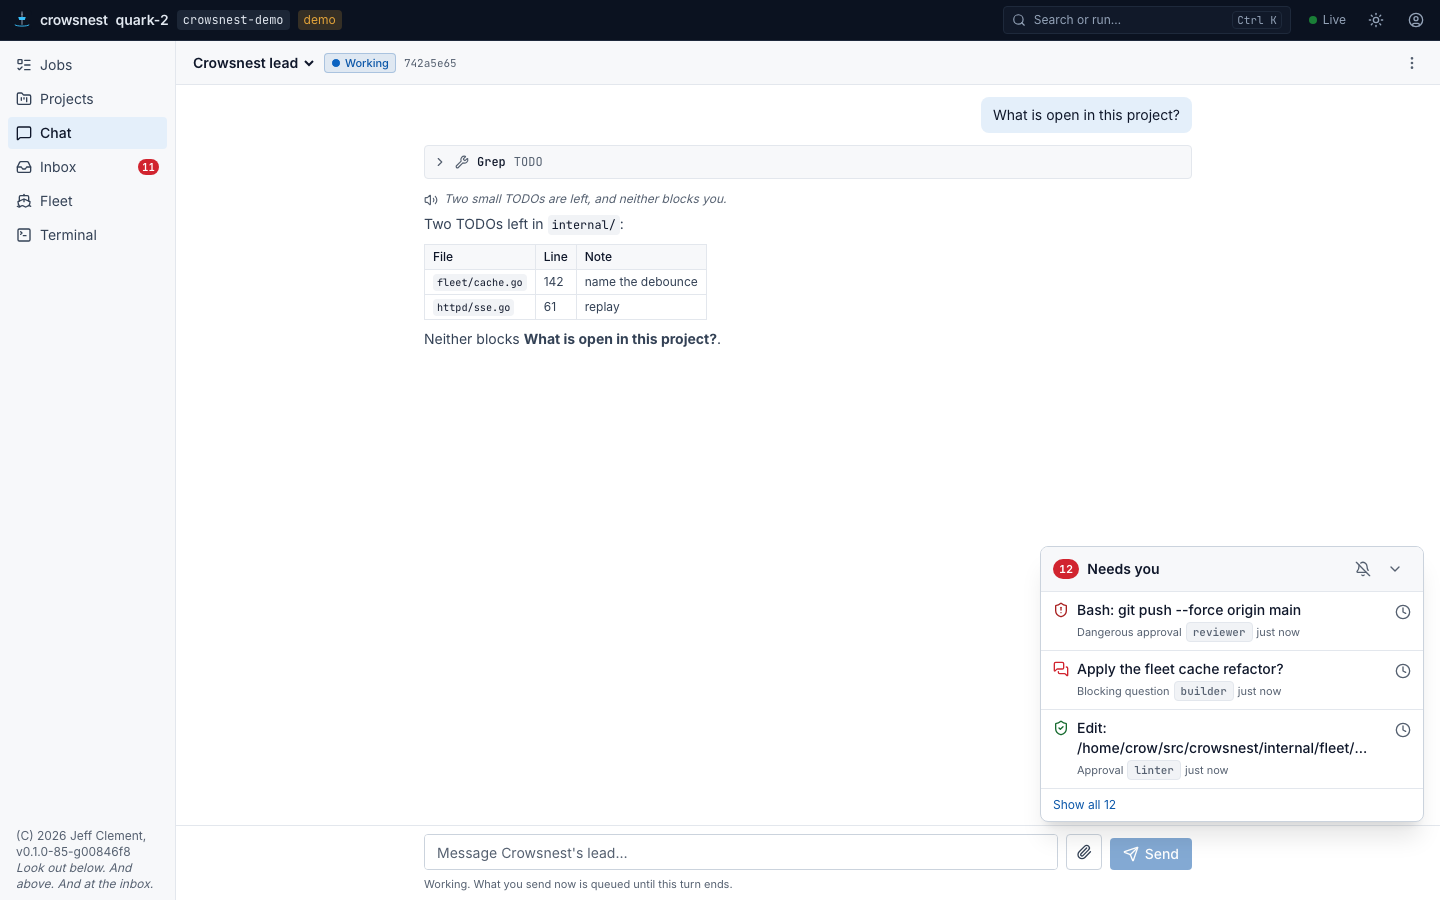 crowsnest quark-2 crowsnest-demo demo Search or run... Ctrl K Live
Jobs
Projects
Chat
Inbox 11
Fleet
Terminal
(C) 2026 Jeff Clement,
v0.1.0-85-g00846f8
Look out below. And
above. And at the inbox.
Crowsnest lead Working 742a5e65
What is open in this project?
Grep TODO
Two small TODOs are left, and neither blocks you.
Two TODOs left in internal/:
File Line Note
fleet/cache.go 142 name the debounce
httpd/sse.go 61 replay
Neither blocks What is open in this project?.
12 Needs you
Bash: git push --force origin main
Dangerous approval reviewer just now
Apply the fleet cache refactor?
Blocking question builder just now
Edit:
/home/crow/src/crowsnest/internal/fleet/...
Approval linter just now
Show all 12
Message Crowsnest's lead... Send
Working. What you send now is queued until this turn ends.